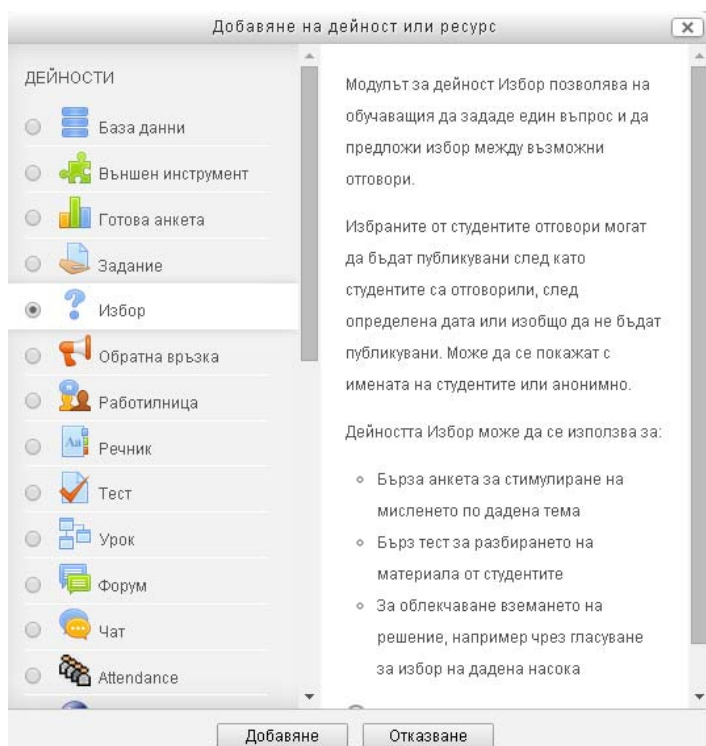 Добавяне на дейност или ресурс
ДЕЙНОСТИ
База данни
Външен инструмент
Готова анкета
Задание
Избор
Обратна връзка
Работилница
Речник
Тест
Урок
Форум
Чат
Attendance
Модулът за дейност Избор позволява на
обучаващия да зададе един въпрос и да
предложи избор между възможни
отговори.
Избраните от студентите отговори могат
да бъдат публикувани след като
студентите са отговорили, след
определена дата или изобщо да не бъдат
публикувани. Може да се покажат с
имената на студентите или анонимно.
Дейността Избор може да се използва за:
Бърза анкета за стимулиране на
мисленето по дадена тема
Бърз тест за разбирането на
материала от студентите
За облекчаване вземането на
решение, например чрез гласуване
за избор на дадена насока
Добавяне
Отказване